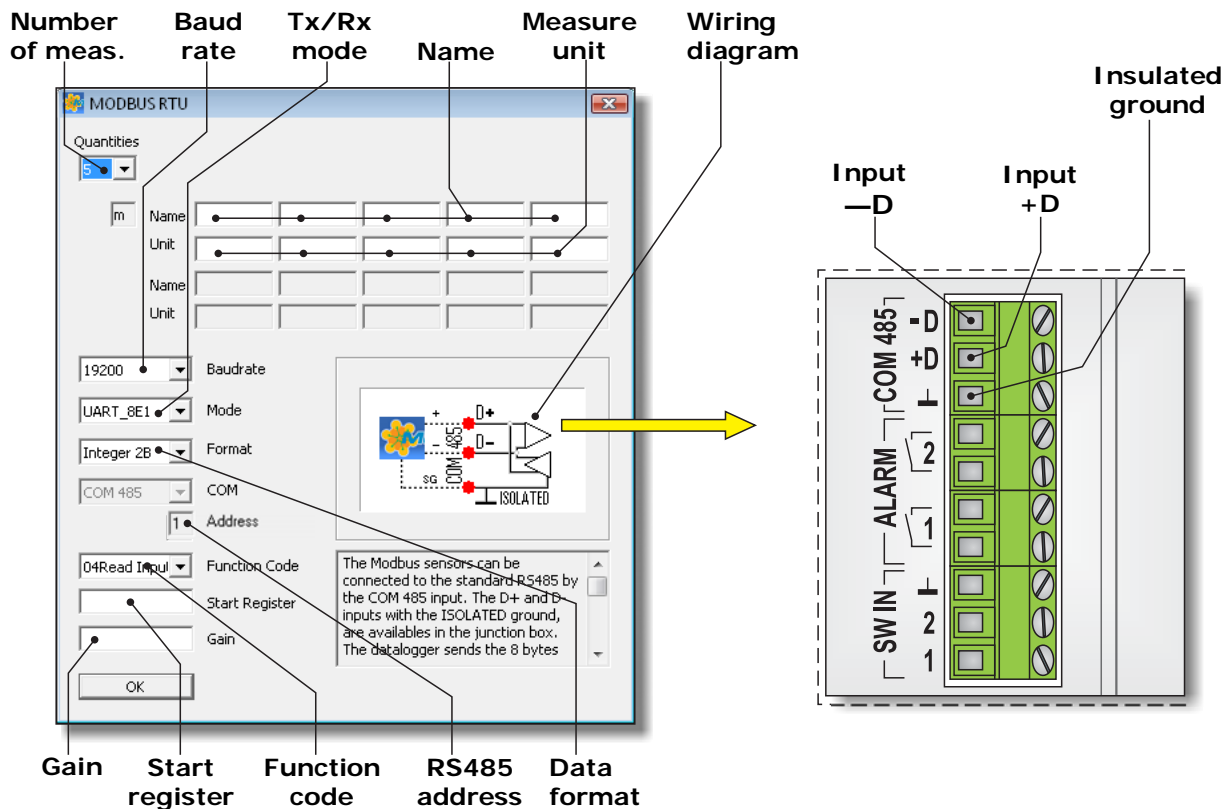 Number
of meas.
Baud
rate
Tx/Rx
mode
Name
Measure
unit
Wiring
diagram
Insulated
ground
MODBUS RTU
Quantities
5
m
Name
Unit
Name
Unit
19200
Baudrate
UART_8E1
Mode
Integer 2B
Format
COM 485
COM
1
Address
04Read Input
Function Code
Start Register
Gain
OK
+
D+
-
D-
SG
COM 485
ISOLATED
The Modbus sensors can be
connected to the standard RS485 by
the COM 485 input. The D+ and D-
inputs with the ISOLATED ground,
are availables in the junction box.
The datalogger sends the 8 bytes
Input
—D
Input
+D
COM 485
-D
+D
ALARM
2
1
SW IN
2
1
Gain
Start
register
Function
code
RS485
address
Data
format